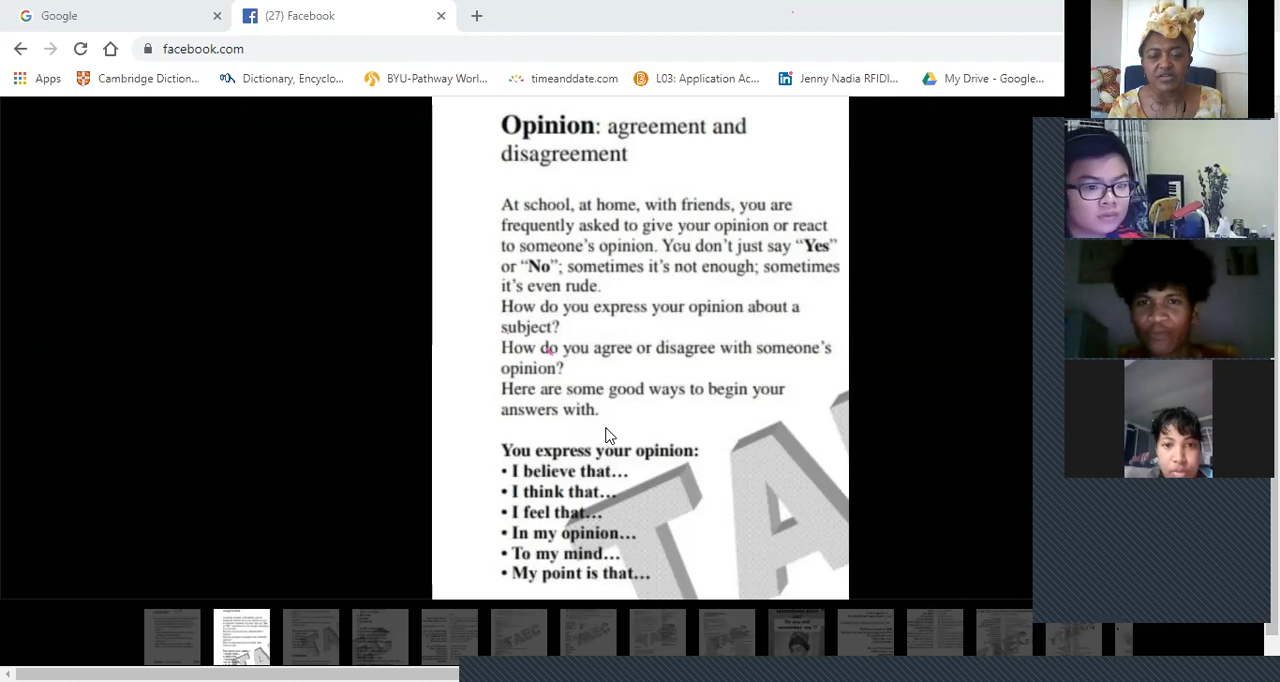 Google
(27) Facebook
facebook.com
Apps
Cambridge Diction...
Dictionary, Encyclo...
BYU-Pathway Worl...
timeanddate.com
L03: Application Ac...
Jenny Nadia RFIDI...
My Drive - Google...
Opinion: agreement and
disagreement
At school, at home, with friends, you are
frequently asked to give your opinion or react
to someone's opinion. You don't just say “Yes”
or “No”; sometimes it's not enough; sometimes
it's even rude.
How do you express your opinion about a
subject?
How do you agree or disagree with someone's
opinion?
Here are some good ways to begin your
answers with.
You express your opinion:
• I believe that...
• I think that...
• I feel that...
• In my opinion...
• To my mind...
• My point is that...
TA